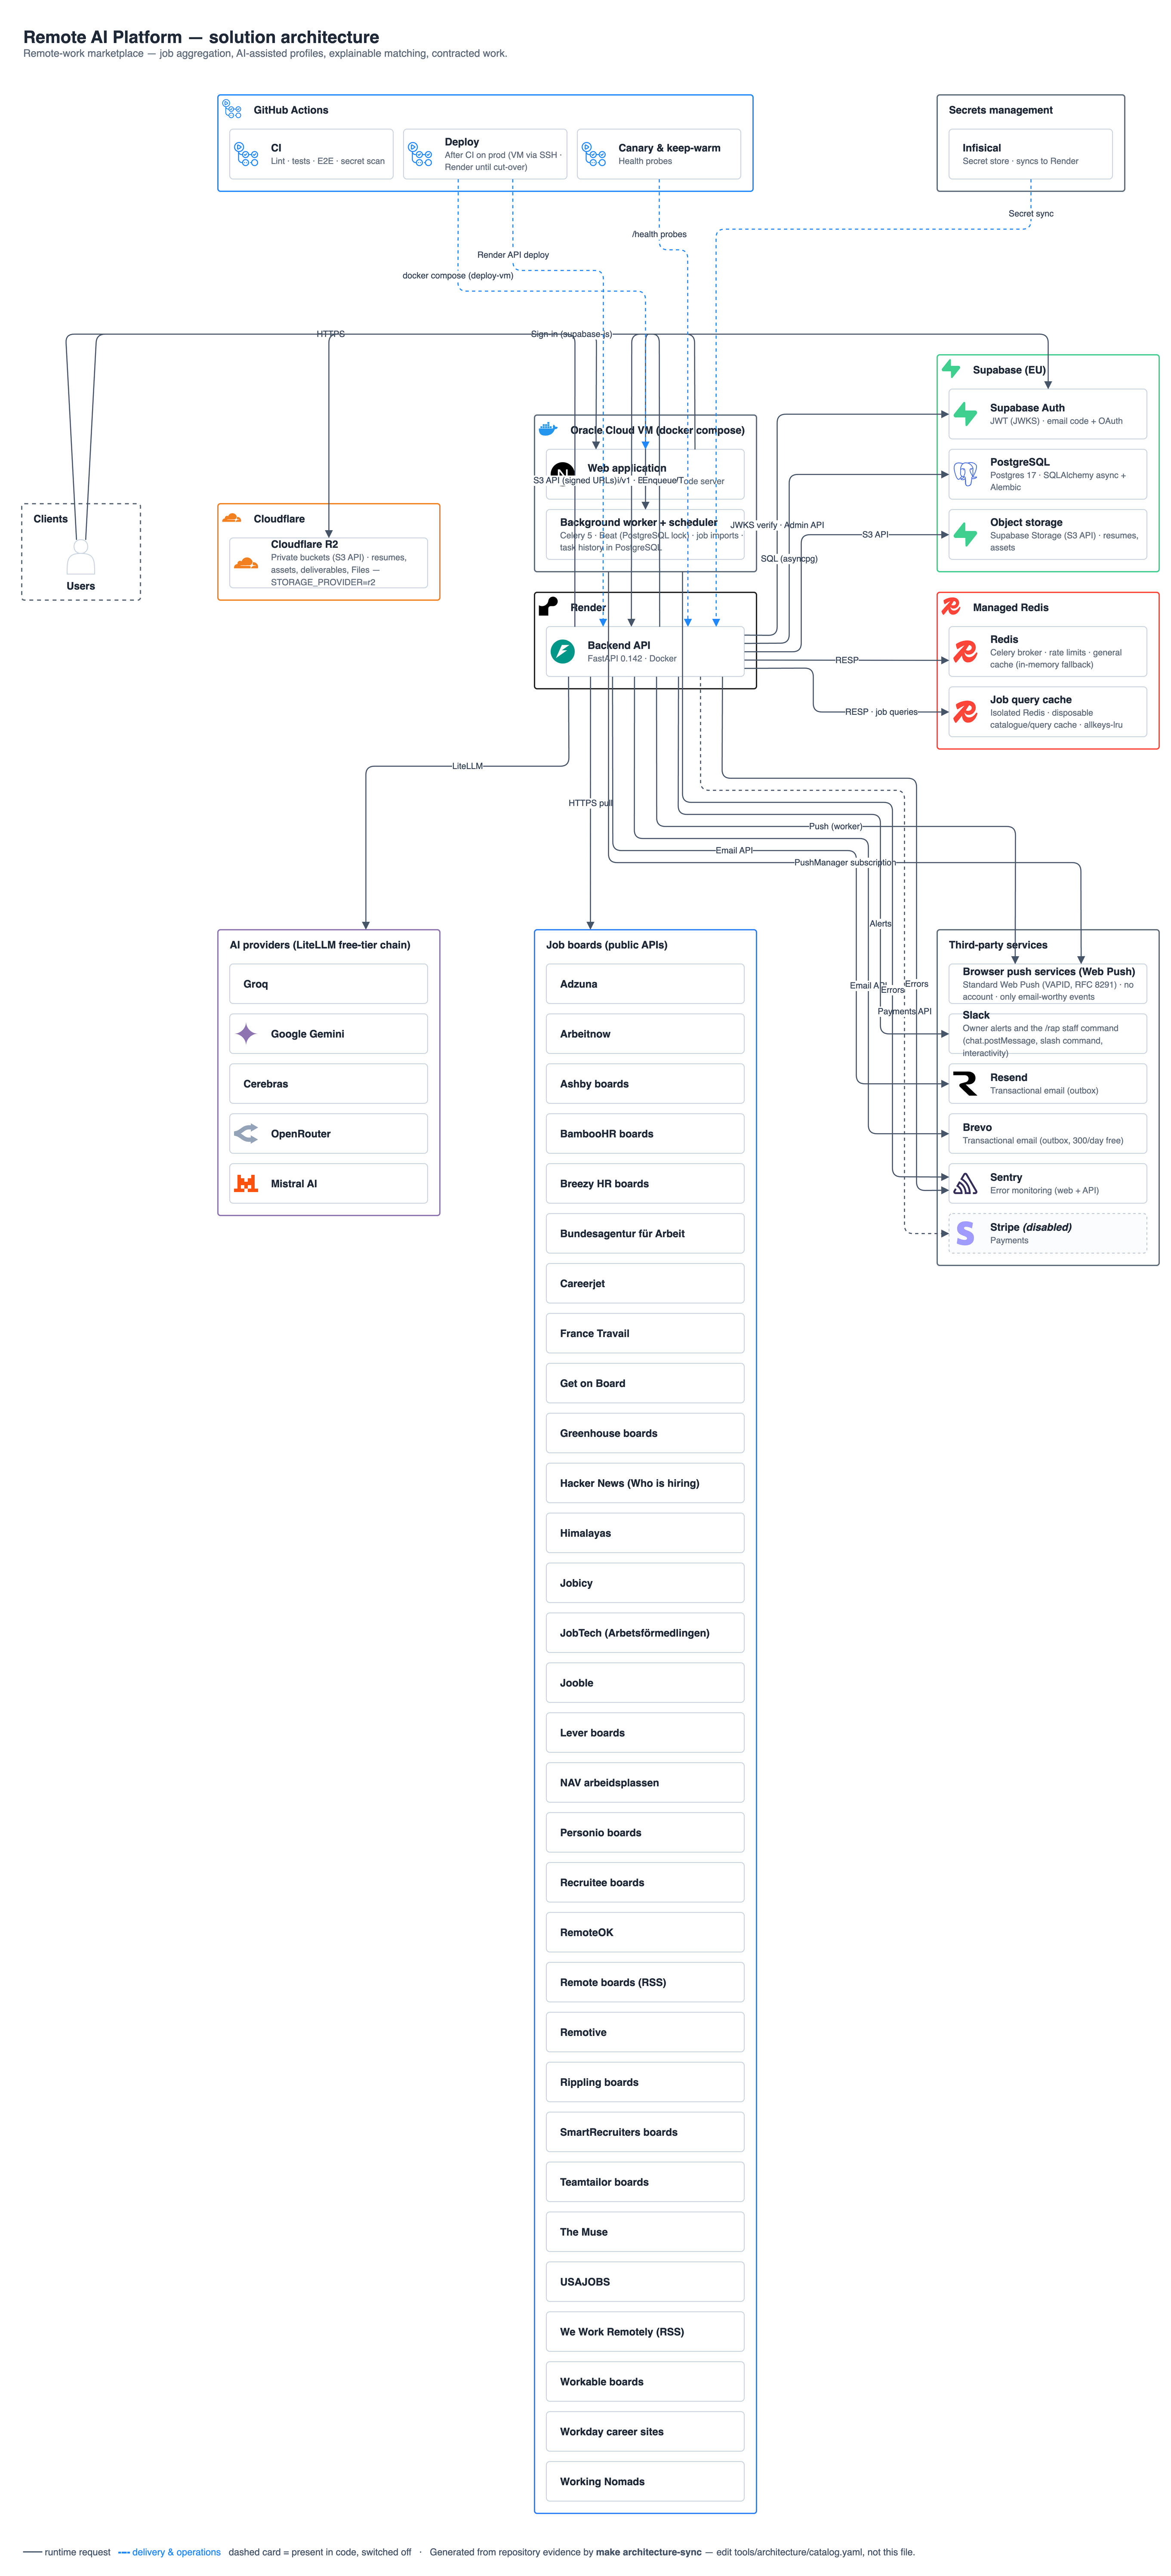 Remote AI Platform — solution architecture
Remote-work marketplace — job aggregation, AI-assisted profiles, explainable matching, contracted work.
GitHub Actions
CI
Lint · tests · E2E · secret scan
Deploy
After CI on prod (VM via SSH ·
Render until cut-over)
Canary & keep-warm
Health probes
Secrets management
Infisical
Secret store · syncs to Render
Secret sync
/health probes
Render API deploy
docker compose (deploy-vm)
HTTPS
Sign-in (supabase-js)
Clients
Users
Cloudflare
Cloudflare R2
Private buckets (S3 API) · resumes,
assets, deliverables, Files —
STORAGE_PROVIDER=r2
Oracle Cloud VM (docker compose)
Web application
S3 API (signed URLs)
ode server
Background worker + scheduler
Celery 5 · Beat (PostgreSQL lock) · job imports ·
task history in PostgreSQL
Render
Backend API
FastAPI 0.142 · Docker
JWKS verify · Admin API
SQL (asyncpg)
S3 API
RESP
RESP · job queries
Supabase (EU)
Supabase Auth
JWT (JWKS) · email code + OAuth
PostgreSQL
Postgres 17 · SQLAlchemy async +
Alembic
Object storage
Supabase Storage (S3 API) · resumes,
assets
Managed Redis
Redis
Celery broker · rate limits · general
cache (in-memory fallback)
Job query cache
Isolated Redis · disposable
catalogue/query cache · allkeys-lru
LiteLLM
HTTPS pull
Push (worker)
Email API
PushManager subscription
Alerts
Errors
Email API
Errors
Payments API
AI providers (LiteLLM free-tier chain)
Groq
Google Gemini
Cerebras
OpenRouter
Mistral AI
Job boards (public APIs)
Adzuna
Arbeitnow
Ashby boards
BambooHR boards
Breezy HR boards
Bundesagentur für Arbeit
Careerjet
France Travail
Get on Board
Greenhouse boards
Hacker News (Who is hiring)
Himalayas
Jobicy
JobTech (Arbetsförmedlingen)
Jooble
Lever boards
NAV arbeidsplassen
Personio boards
Recruitee boards
RemoteOK
Remote boards (RSS)
Remotive
Rippling boards
SmartRecruiters boards
Teamtailor boards
The Muse
USAJOBS
We Work Remotely (RSS)
Workable boards
Workday career sites
Working Nomads
Third-party services
Browser push services (Web Push)
Standard Web Push (VAPID, RFC 8291) · no
account · only email-worthy events
Slack
Owner alerts and the /rap staff command
(chat.postMessage, slash command,
interactivity)
Resend
Transactional email (outbox)
Brevo
Transactional email (outbox, 300/day free)
Sentry
Error monitoring (web + API)
Stripe (disabled)
Payments
runtime request delivery & operations dashed card = present in code, switched off · Generated from repository evidence by make architecture-sync — edit tools/architecture/catalog.yaml, not this file.